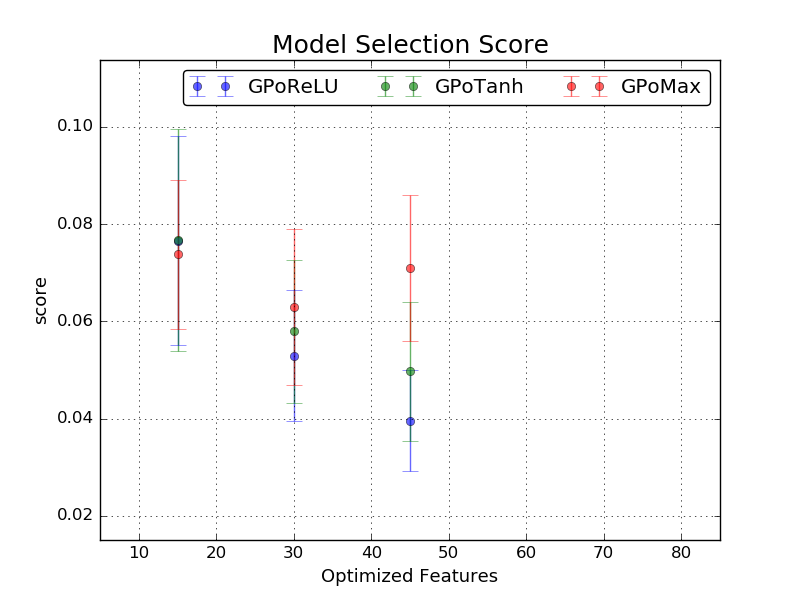 Model Selection Score
GPoReLU GPoTanh GPoMax
0.10
0.08
0.06
0.04
0.02
score
10 20 30 40 50 60 70 80
Optimized Features